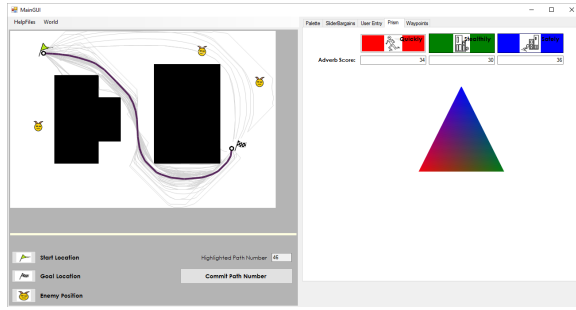 MainGUI
HelpFiles World
Palette SliderBargains User Entry Prism Waypoints
Quickly Stealthily Safely
Adverb Score: 34 30 36
Start Location
Highlighted Path Number 45
Goal Location
Commit Path Number
Enemy Position